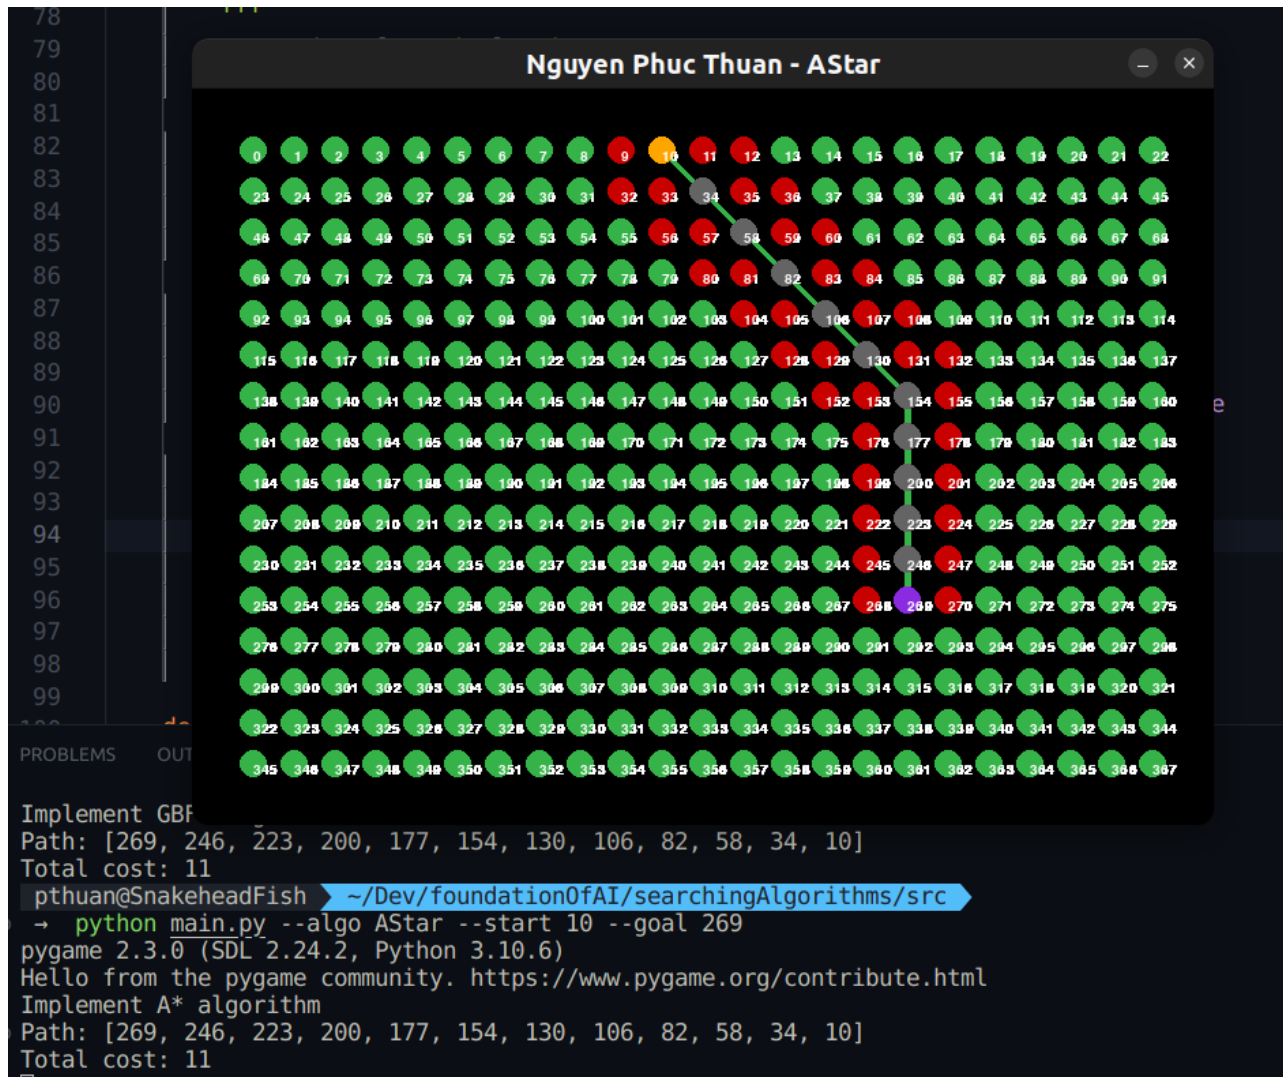 78
79
80
81
82
83
84
85
86
87
88
89
90
91
92
93
94
95
96
97
98
99
Nguyen Phuc Thuan - AStar
0 1 2 3 4 5 6 7 8 9 10 11 12 13 14 15 16 17 18 19 20 21 22
23 24 25 26 27 28 29 30 31 32 33 34 35 36 37 38 39 40 41 42 43 44 45
46 47 48 49 50 51 52 53 54 55 56 57 58 59 60 61 62 63 64 65 66 67 68
69 70 71 72 73 74 75 76 77 78 79 80 81 82 83 84 85 86 87 88 89 90 91
92 93 94 95 96 97 98 99 100 101 102 103 104 105 106 107 108 109 110 111 112 113 114
115 116 117 118 119 120 121 122 123 124 125 126 127 128 129 130 131 132 133 134 135 136 137
138 139 140 141 142 143 144 145 146 147 148 149 150 151 152 153 154 155 156 157 158 159 160
161 162 163 164 165 166 167 168 169 170 171 172 173 174 175 176 177 178 179 180 181 182 183
184 185 186 187 188 189 190 191 192 193 194 195 196 197 198 199 200 201 202 203 204 205 206
207 208 209 210 211 212 213 214 215 216 217 218 219 220 221 222 223 224 225 226 227 228 229
230 231 232 233 234 235 236 237 238 239 240 241 242 243 244 245 246 247 248 249 250 251 252
253 254 255 256 257 258 259 260 261 262 263 264 265 266 267 268 269 270 271 272 273 274 275
276 277 278 279 280 281 282 283 284 285 286 287 288 289 290 291 292 293 294 295 296 297 298
299 300 301 302 303 304 305 306 307 308 309 310 311 312 313 314 315 316 317 318 319 320 321
322 323 324 325 326 327 328 329 330 331 332 333 334 335 336 337 338 339 340 341 342 343 344
345 346 347 348 349 350 351 352 353 354 355 356 357 358 359 360 361 362 363 364 365 366 367
e
de
PROBLEMS OUT
Implement GBF
Path: [269, 246, 223, 200, 177, 154, 130, 106, 82, 58, 34, 10]
Total cost: 11
pthuan@SnakeheadFish ~/Dev/foundationOfAI/searchingAlgorithms/src
→ python main.py --algo AStar --start 10 --goal 269
pygame 2.3.0 (SDL 2.24.2, Python 3.10.6)
Hello from the pygame community. https://www.pygame.org/contribute.html
Implement A* algorithm
Path: [269, 246, 223, 200, 177, 154, 130, 106, 82, 58, 34, 10]
Total cost: 11